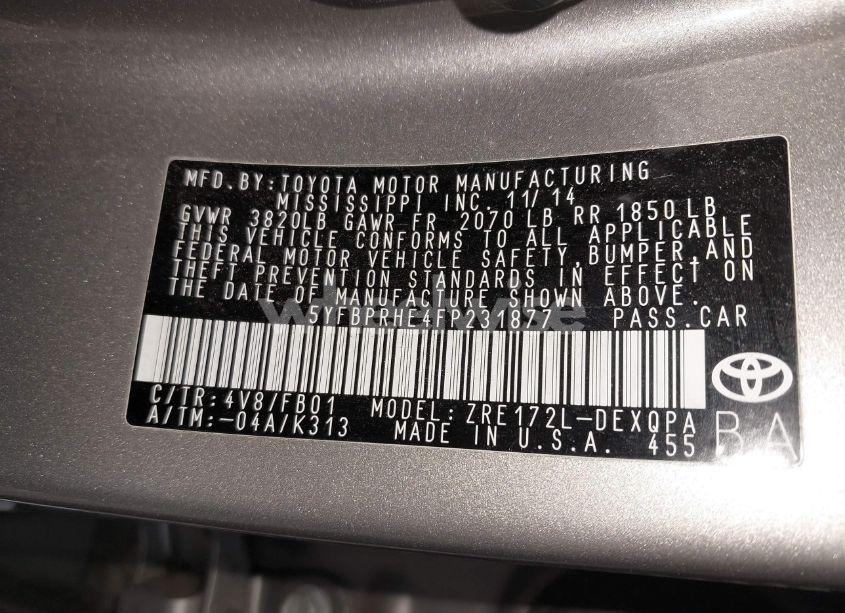 MFD. BY: TOYOTA MOTOR MANUFACTURING
MISSISSIPPI INC. 11/14
GVWR 3820LB GAWR FR 2070 LB RR 1850 LB
THIS VEHICLE CONFORMS TO ALL APPLICABLE
FEDERAL MOTOR VEHICLE SAFETY, BUMPER, AND
THEFT PREVENTION STANDARDS IN EFFECT ON
THE DATE OF MANUFACTURE SHOWN ABOVE.
5YFBPRHE4FP231877 PASS.CAR
C/TR: 4V8/FB01 MODEL: ZRE172L-DEXQPA
A/TM:-04A/K313 MADE IN U.S.A. 455
BA